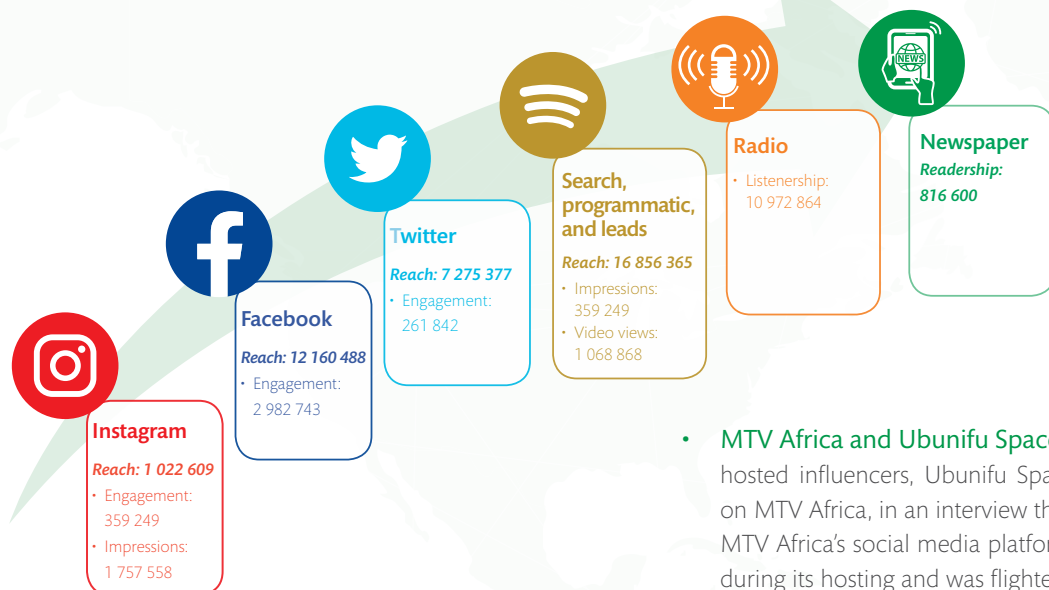 Instagram
Reach: 1 022 609
• Engagement:
359 249
• Impressions:
1 757 558
Facebook
Reach: 12 160 488
• Engagement:
2 982 743
Twitter
Reach: 7 275 377
• Engagement:
261 842
Search,
programmatic,
and leads
Reach: 16 856 365
• Impressions:
359 249
• Video views:
1 068 868
Radio
• Listenership:
10 972 864
NEWS
Newspaper
Readership:
816 600
• MTV Africa and Ubunifu Space
hosted influencers, Ubunifu Spa
on MTV Africa, in an interview th
MTV Africa's social media platfor
during its hosting and was flighte